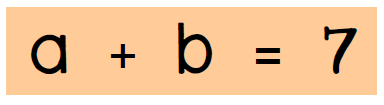 a + b = 7